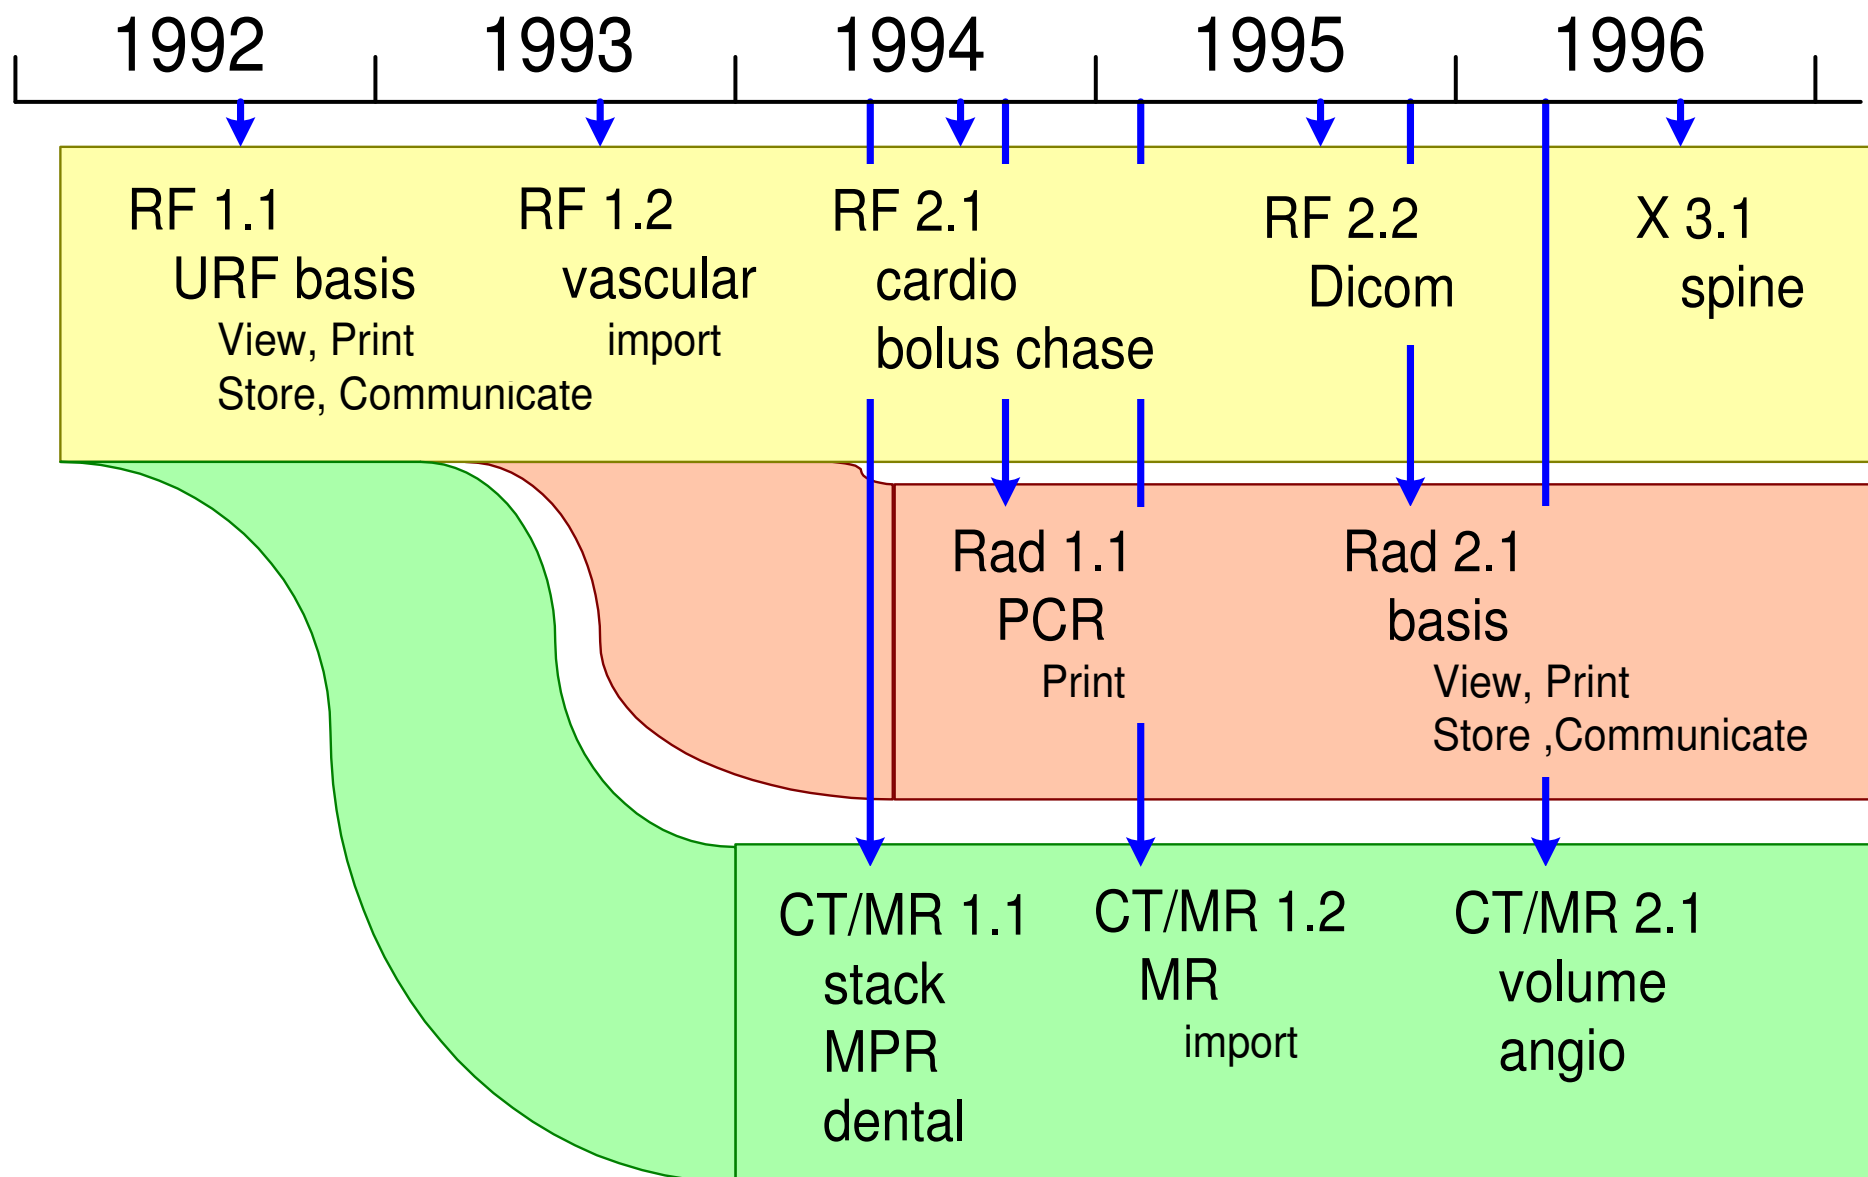 1992 1993 1994 1995 1996
RF 1.1
URF basis
View, Print
Store, Communicate
RF 1.2
vascular
import
RF 2.1
cardio
bolus chase
RF 2.2
Dicom
X 3.1
spine
Rad 1.1
PCR
Print
Rad 2.1
basis
View, Print
Store ,Communicate
CT/MR 1.1
stack
MPR
dental
CT/MR 1.2
MR
import
CT/MR 2.1
volume
angio